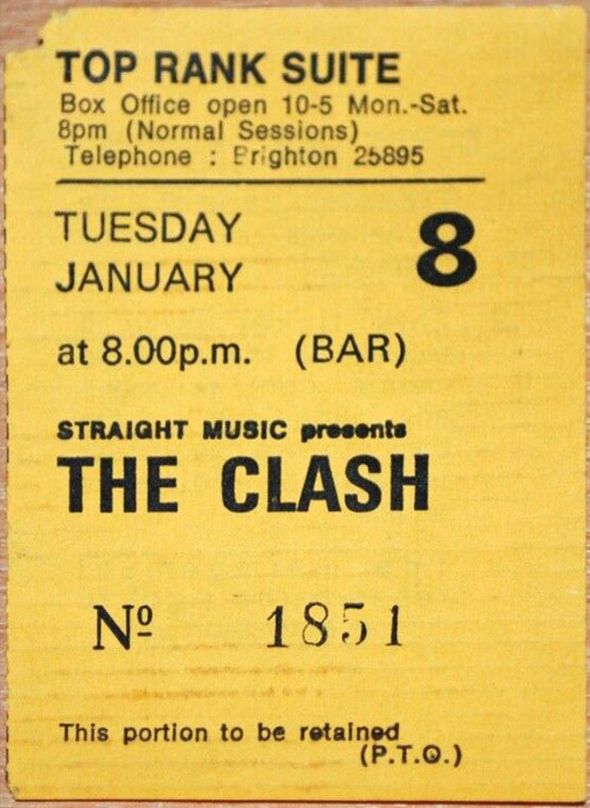 TOP RANK SUITE
Box Office open 10-5 Mon.-Sat.
8pm (Normal Sessions)
Telephone : Brighton 25895
TUESDAY 8
JANUARY
at 8.00p.m. (BAR)
STRAIGHT MUSIC presents
THE CLASH
Nº 1851
This portion to be retained
(P.T.O.)